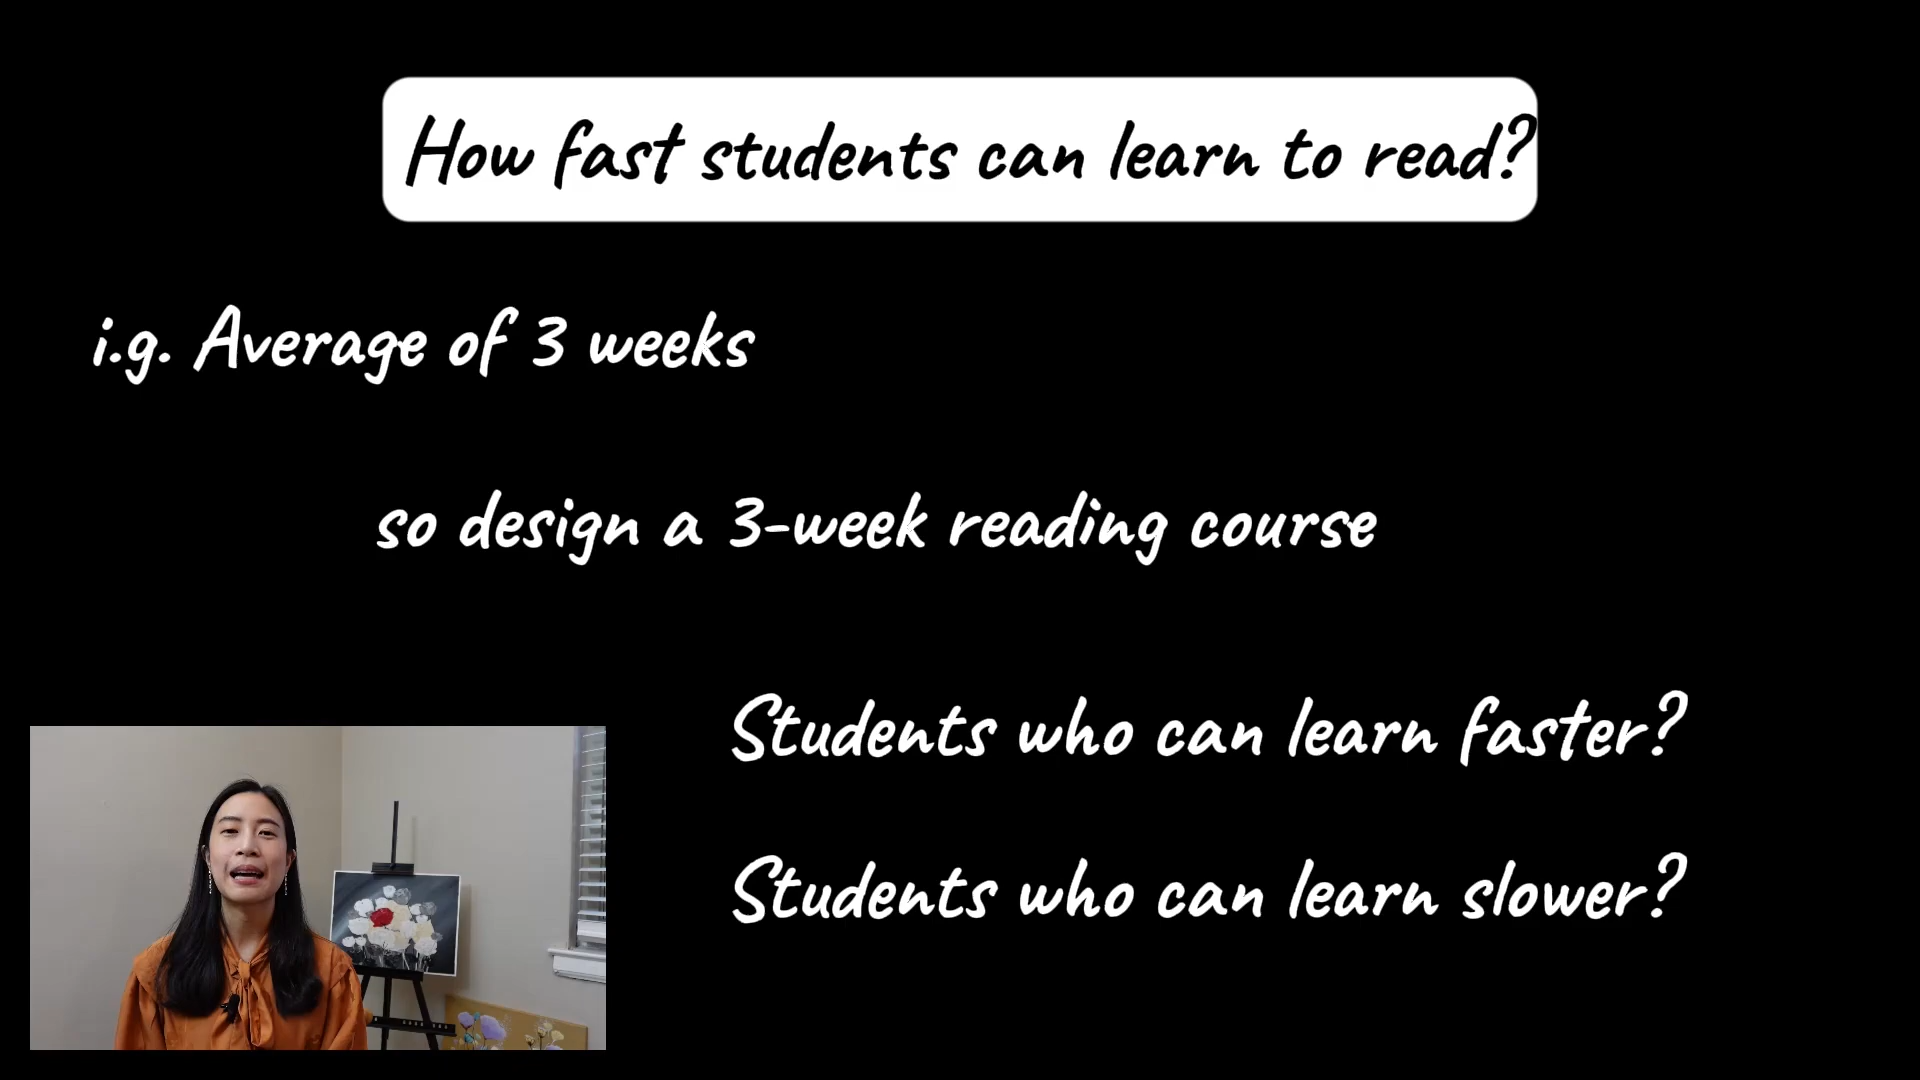 How fast students can learn to read?
i.g. Average of 3 weeks
so design a 3-week reading course
Students who can learn faster?
Students who can learn slower?